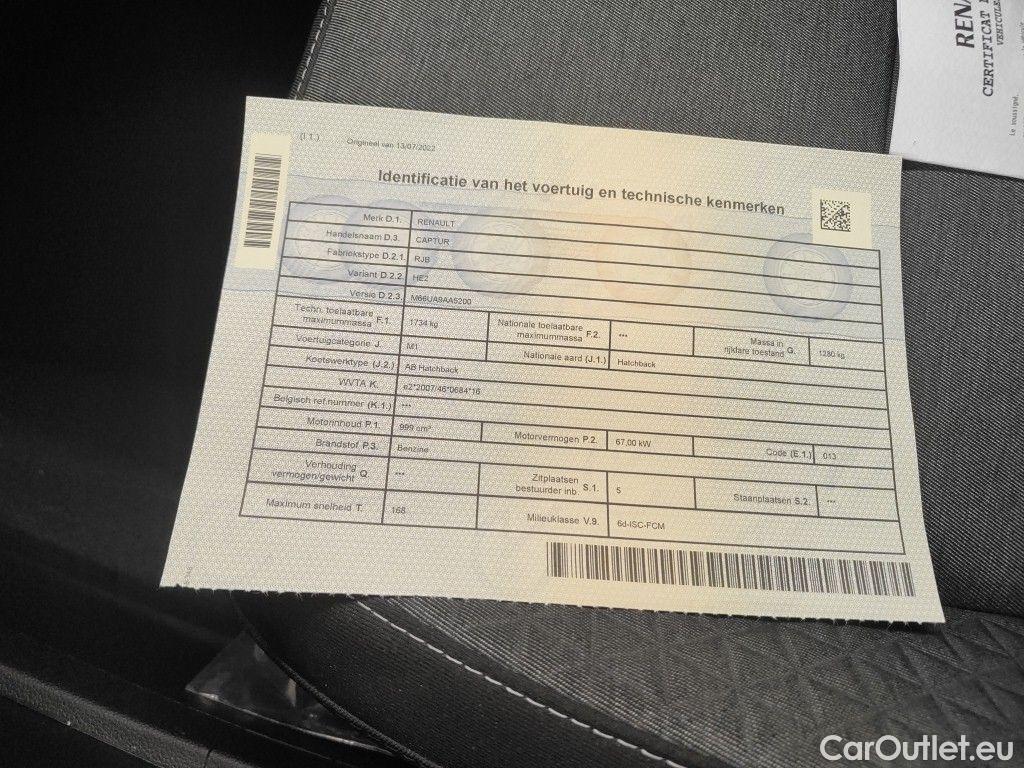 RENA
CERTIFICAT
VEHICULE
Le soussigné,
(I.1.)
Origineel van 13/07/2022
Identificatie van het voertuig en technische kenmerken
Merk D.1. RENAULT
Handelsnaam D.3. CAPTUR
Fabriekstype D.2.1. RJB
Variant D.2.2. HE2
Versie D.2.3. M66UA9AA5200
Techn. toelaatbare maximummassa F.1. 1734 kg Nationale toelaatbare maximummassa F.2. --- Massa in rijklare toestand G. 1280 kg
Voertuigcategorie J. M1 Nationale aard (J.1.) Hatchback
Koetswerktype (J.2.) AB Hatchback
WVTA K. e2*2007/46*0684*16
Belgisch ref.nummer (K.1.) ---
Motorinhoud P.1. 999 cm³ Motorvermogen P.2. 67,00 kW Code (E.1.) 013
Brandstof P.3. Benzine
Verhouding vermogen/gewicht Q. --- Zitplaatsen bestuurder inb. S.1. 5 Staanplaatsen S.2. ---
Maximum snelheid T. 168 Milieuklasse V.9. 6d-ISC-FCM
CarOutlet.eu